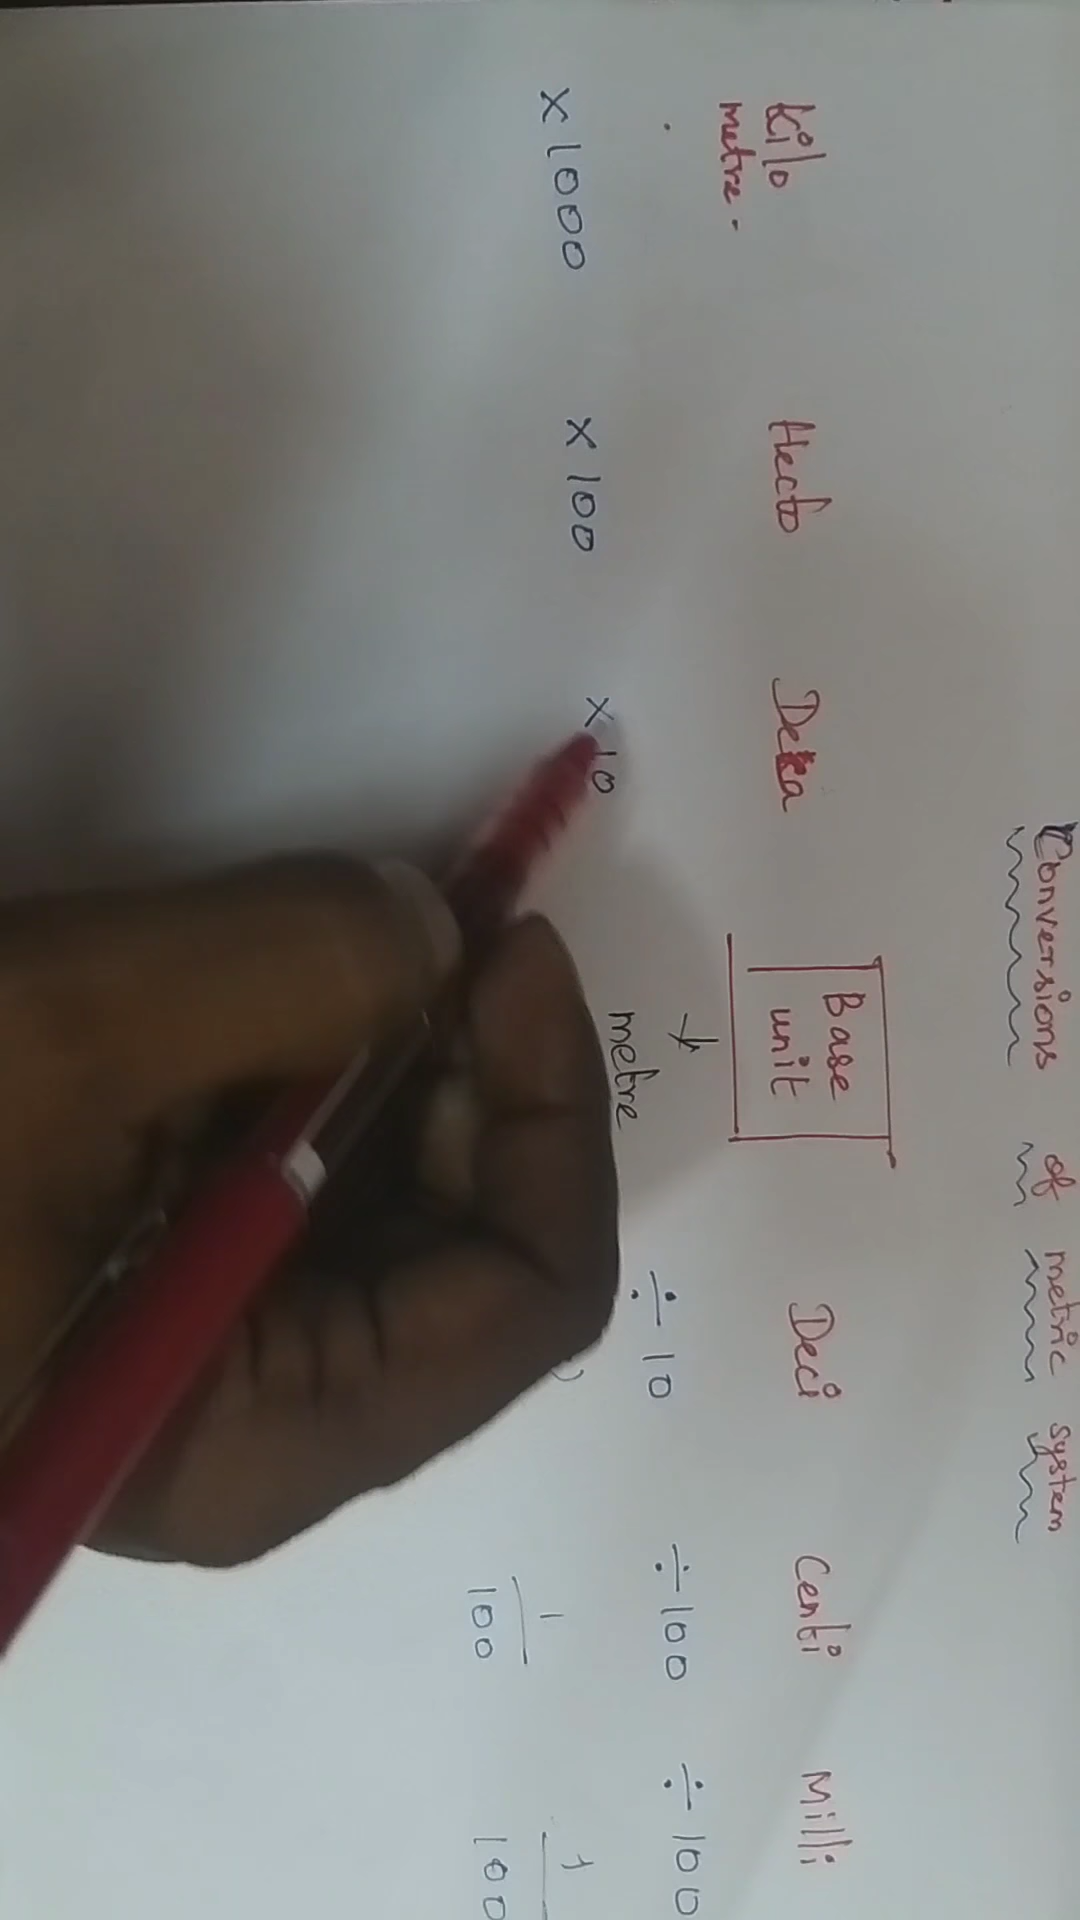 Conversions of metric system
Kilo metre. Hecto Deka Base unit Deci Centi Milli
× 1000 × 100 × 10 metre ÷ 10 ÷ 100 ÷ 100
1 1
100 100